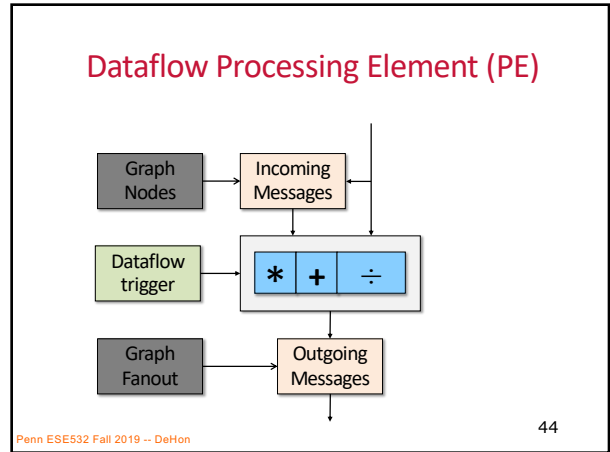 Dataflow Processing Element (PE)
Graph
Nodes
Incoming
Messages
Dataflow
trigger
* + ÷
Graph
Fanout
Outgoing
Messages
Penn ESE532 Fall 2019 -- DeHon
44